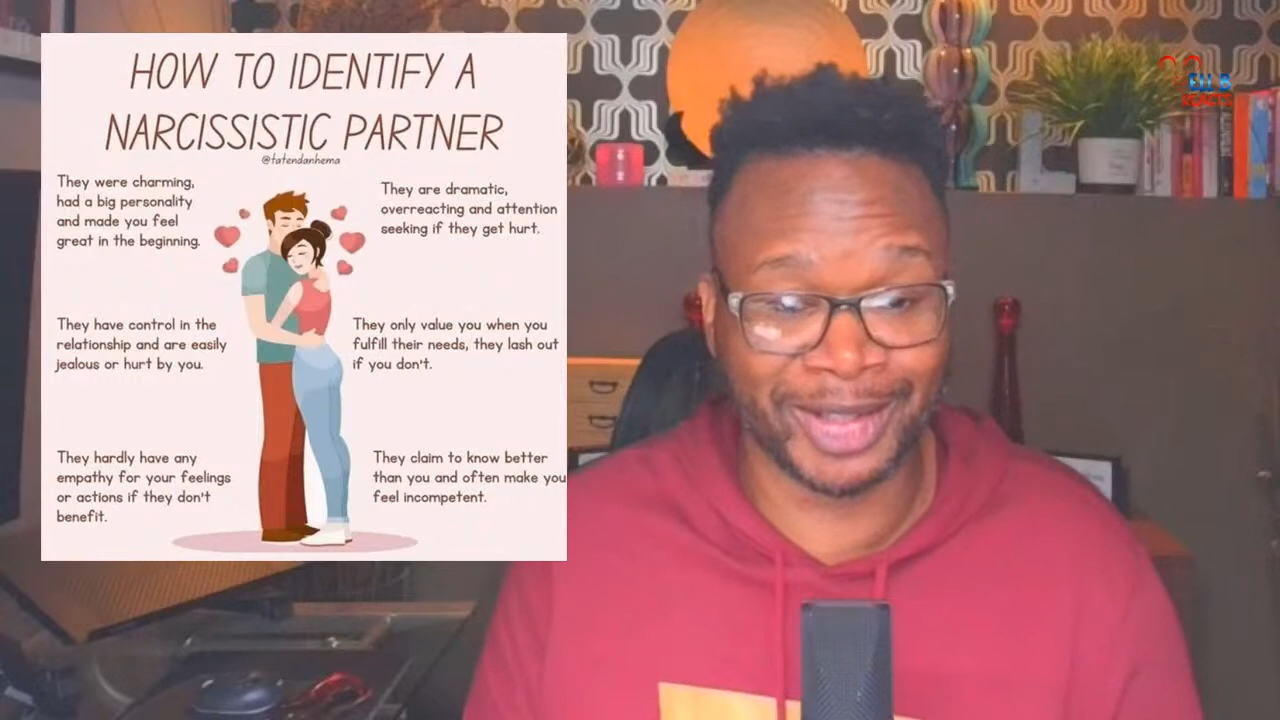 HOW TO IDENTIFY A
NARCISSISTIC PARTNER
@fatendanhema
They were charming,
had a big personality
and made you feel
great in the beginning.
They are dramatic,
overreacting and attention
seeking if they get hurt.
They have control in the
relationship and are easily
jealous or hurt by you.
They only value you when you
fulfill their needs, they lash out
if you don't.
They hardly have any
empathy for your feelings
or actions if they don't
benefit.
They claim to know better
than you and often make you
feel incompetent.
REACTS